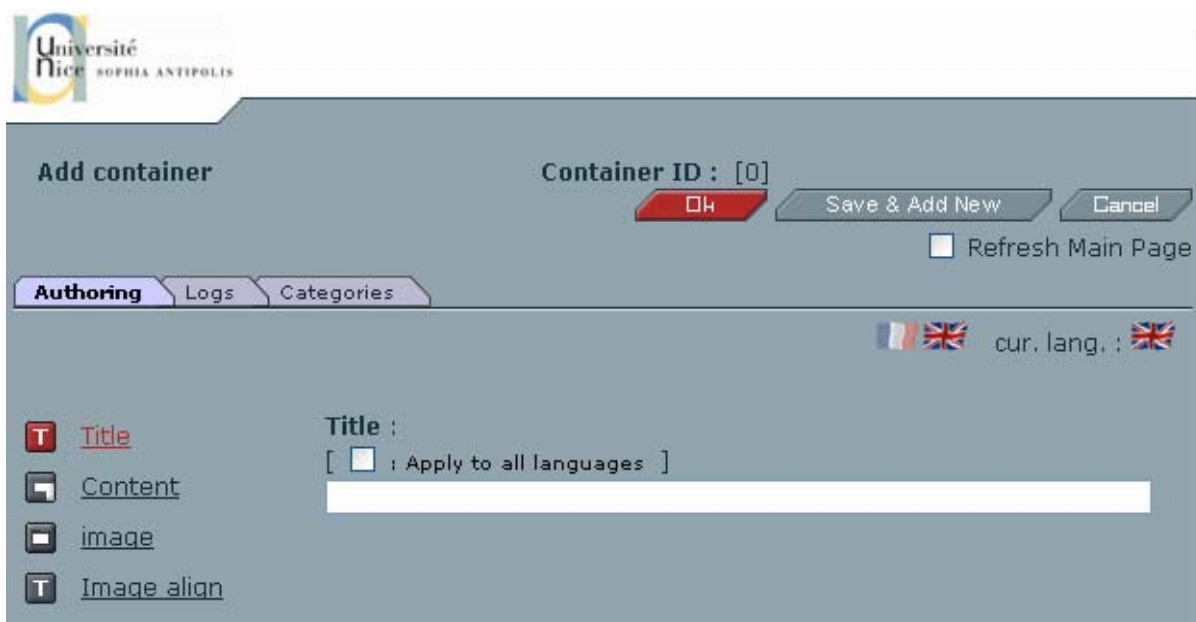 Université
Nice SOPHIA ANTIPOLIS
Add container
Container ID : [0]
Ok
Save & Add New
Cancel
Refresh Main Page
Authoring
Logs
Categories
cur. lang. :
T Title
Content
image
T Image align
Title :
[ : Apply to all languages ]